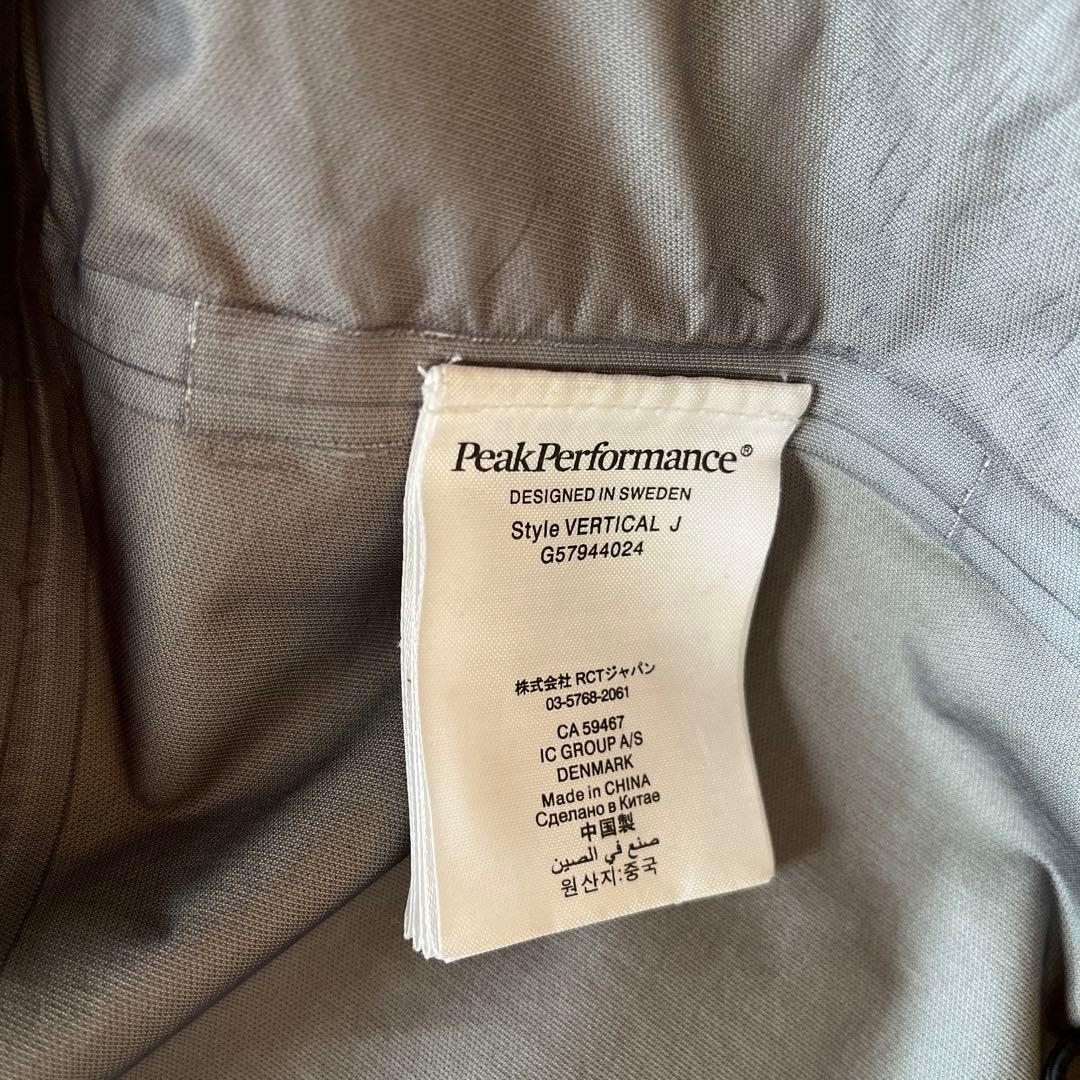 PeakPerformance®
DESIGNED IN SWEDEN
Style VERTICAL J
G57944024
株式会社 RCTジャパン
03-5768-2061
CA 59467
IC GROUP A/S
DENMARK
Made in CHINA
Сделано в Китае
中国製
صنع في الصين
원산지:중국